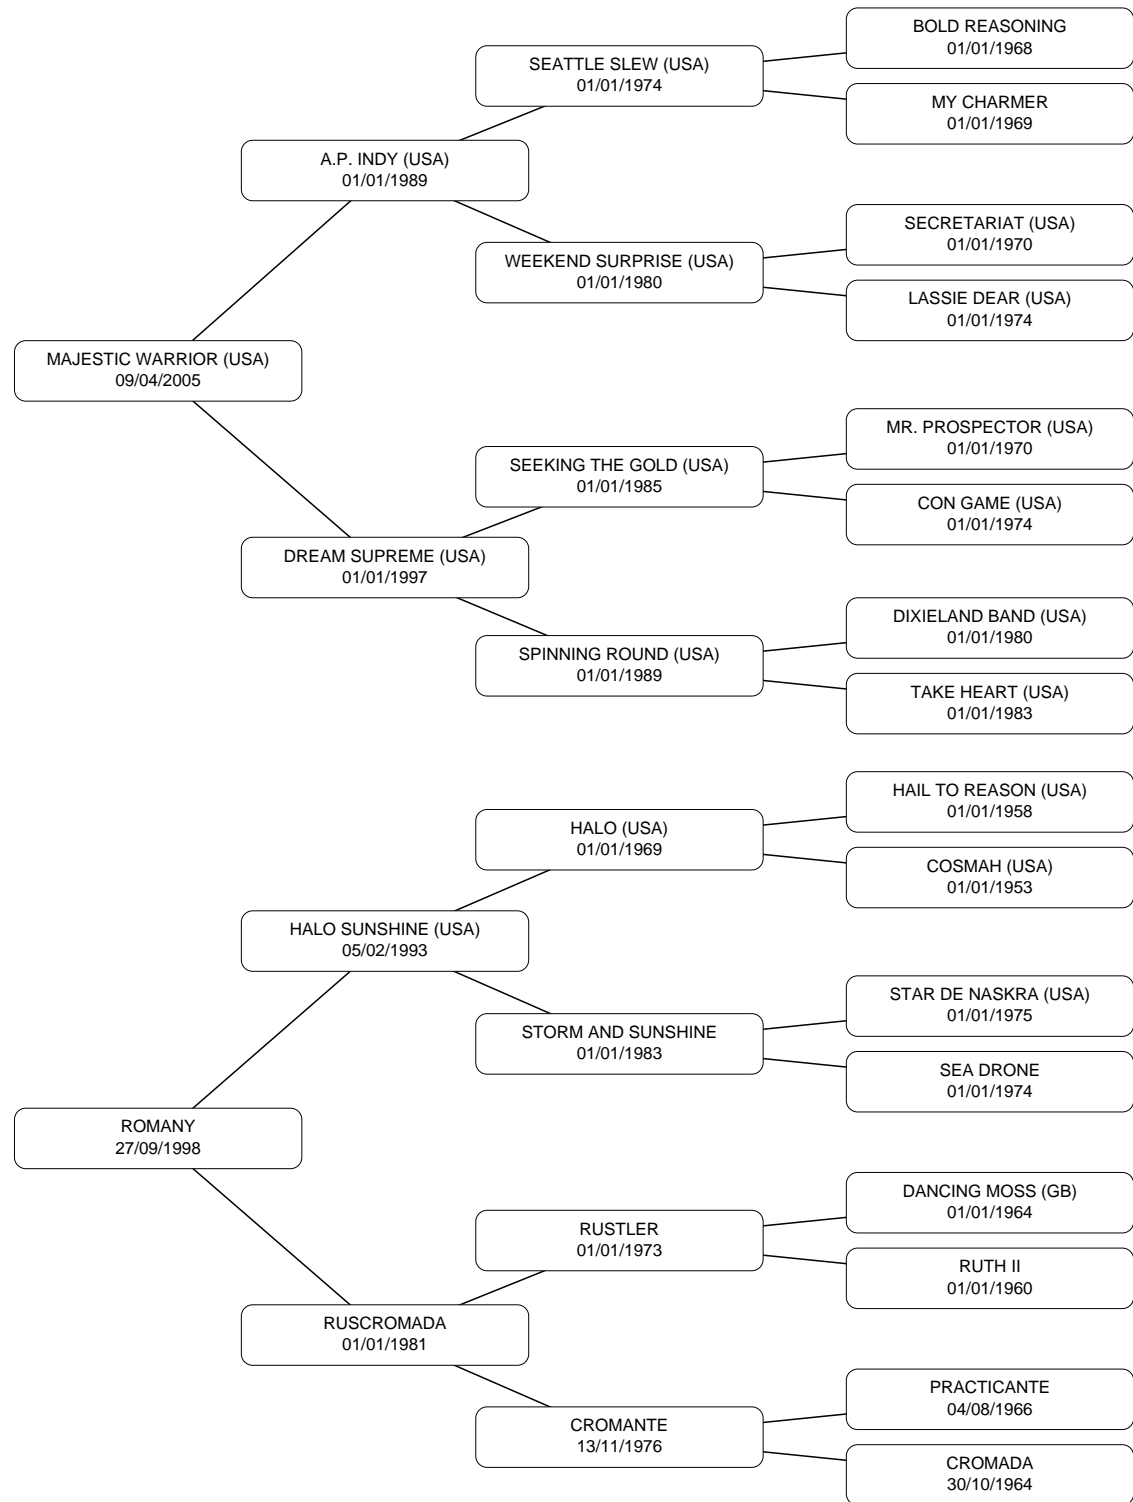 BOLD REASONING
01/01/1968
SEATTLE SLEW (USA)
01/01/1974
MY CHARMER
01/01/1969
A.P. INDY (USA)
01/01/1989
SECRETARIAT (USA)
01/01/1970
WEEKEND SURPRISE (USA)
01/01/1980
LASSIE DEAR (USA)
01/01/1974
MAJESTIC WARRIOR (USA)
09/04/2005
MR. PROSPECTOR (USA)
01/01/1970
SEEKING THE GOLD (USA)
01/01/1985
CON GAME (USA)
01/01/1974
DREAM SUPREME (USA)
01/01/1997
DIXIELAND BAND (USA)
01/01/1980
SPINNING ROUND (USA)
01/01/1989
TAKE HEART (USA)
01/01/1983
HAIL TO REASON (USA)
01/01/1958
HALO (USA)
01/01/1969
COSMAH (USA)
01/01/1953
HALO SUNSHINE (USA)
05/02/1993
STAR DE NASKRA (USA)
01/01/1975
STORM AND SUNSHINE
01/01/1983
SEA DRONE
01/01/1974
ROMANY
27/09/1998
DANCING MOSS (GB)
01/01/1964
RUSTLER
01/01/1973
RUTH II
01/01/1960
RUSCROMADA
01/01/1981
PRACTICANTE
04/08/1966
CROMANTE
13/11/1976
CROMADA
30/10/1964